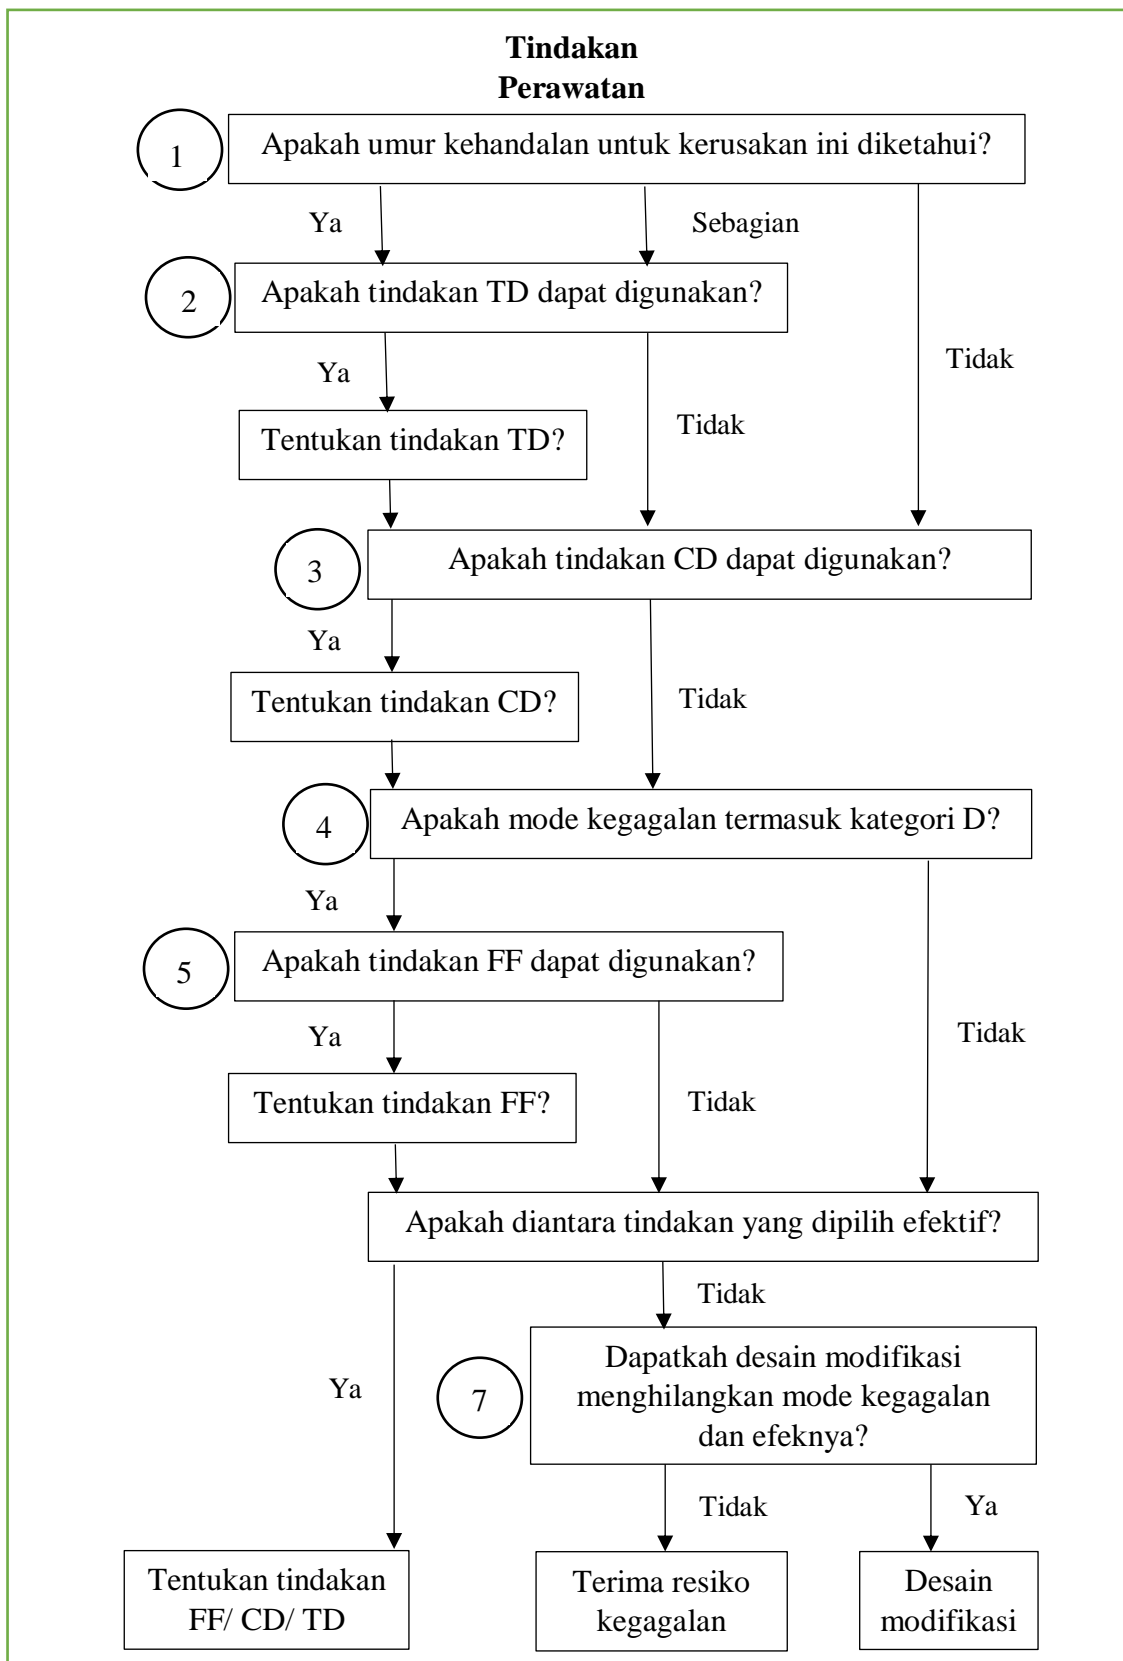 Tindakan
Perawatan
1
Apakah umur kehandalan untuk kerusakan ini diketahui?
Ya
Sebagian
2
Apakah tindakan TD dapat digunakan?
Tidak
Ya
Tidak
Tentukan tindakan TD?
3
Apakah tindakan CD dapat digunakan?
Ya
Tentukan tindakan CD?
Tidak
4
Apakah mode kegagalan termasuk kategori D?
Ya
5
Apakah tindakan FF dapat digunakan?
Ya
Tidak
Tentukan tindakan FF?
Tidak
Apakah diantara tindakan yang dipilih efektif?
Tidak
Ya
7
Dapatkah desain modifikasi
menghilangkan mode kegagalan
dan efeknya?
Tidak
Ya
Tentukan tindakan
FF/ CD/ TD
Terima resiko
kegagalan
Desain
modifikasi